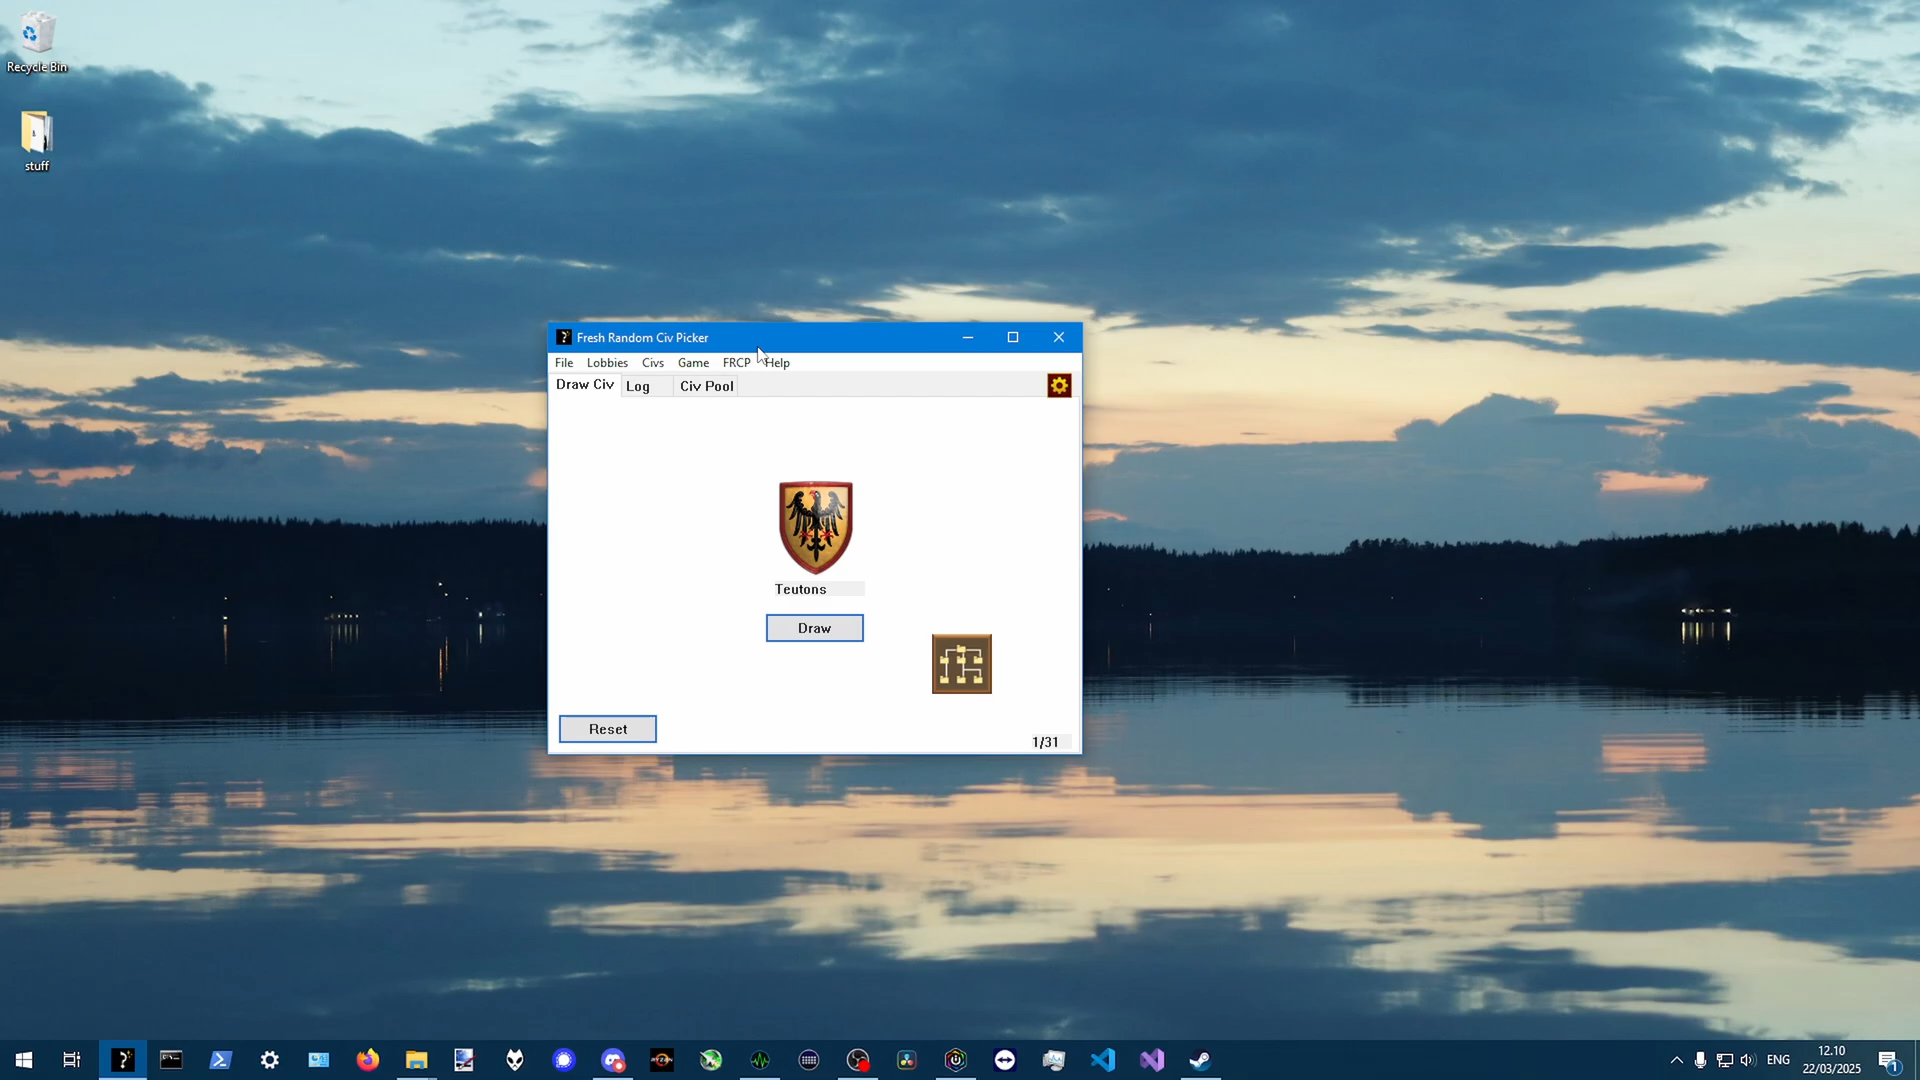 Recycle Bin
stuff
Fresh Random Civ Picker
File Lobbies Civs Game FRCP Help
Draw Civ Log Civ Pool
Teutons
Draw
Reset
1/31
ENG
12.10
22/03/2025
1